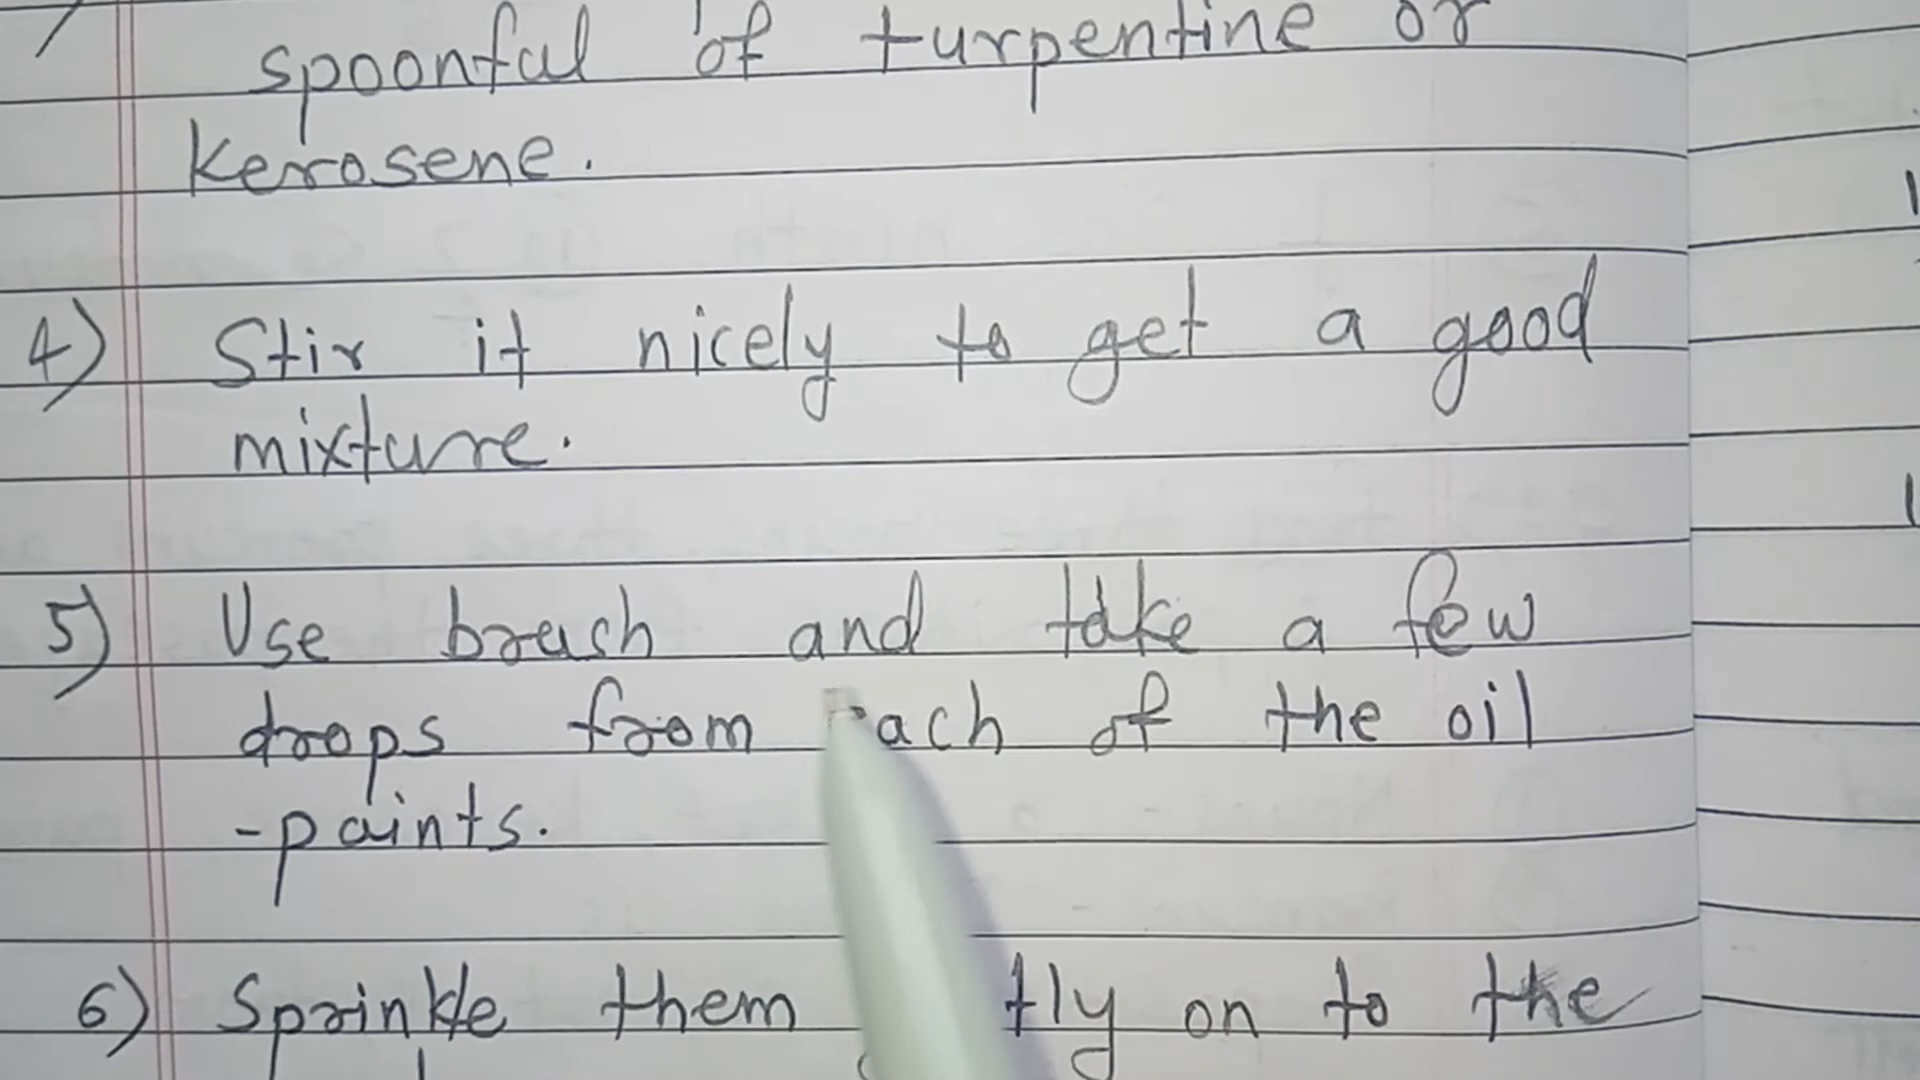 spoonful of turpentine or
kerosene.
4) Stir it nicely to get a good
mixture.
5) Use brush and take a few
drops from each of the oil
-paints.
6) Sprinkle them tly on to the